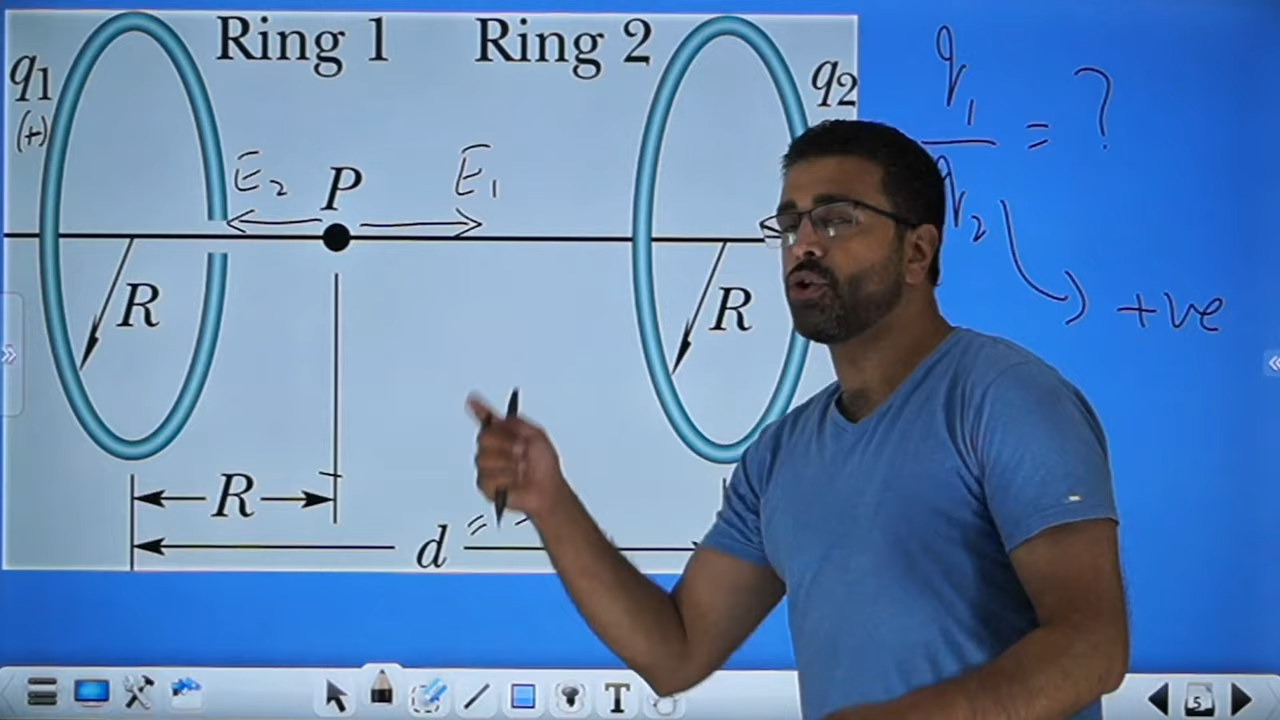 Ring 1
Ring 2
q1
(+)
q2
q1/q2 = ?
E2
P
E1
+ve
R
R
R
d =
T
5